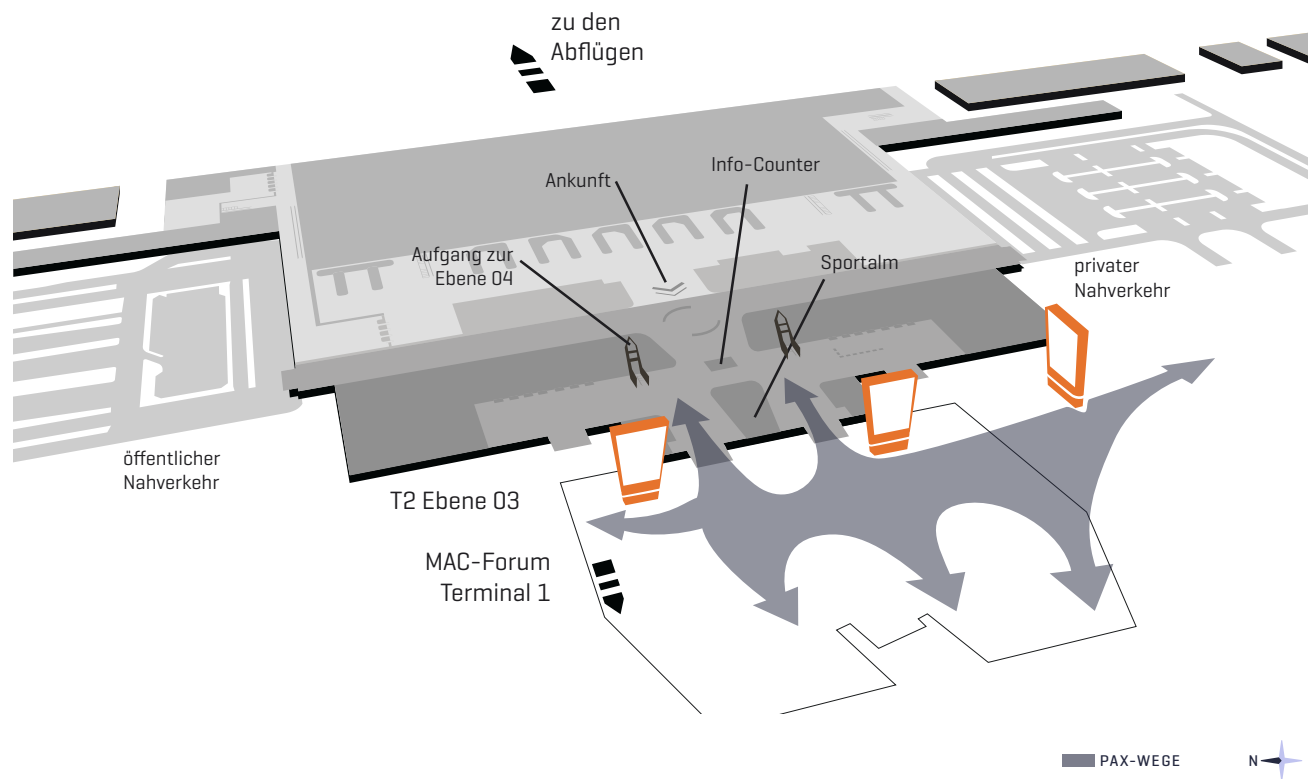 zu den
Abflügen
Info-Counter
Ankunft
Aufgang zur
Ebene 04
Sportalm
privater
Nahverkehr
öffentlicher
Nahverkehr
T2 Ebene 03
MAC-Forum
Terminal 1
PAX-WEGE
N